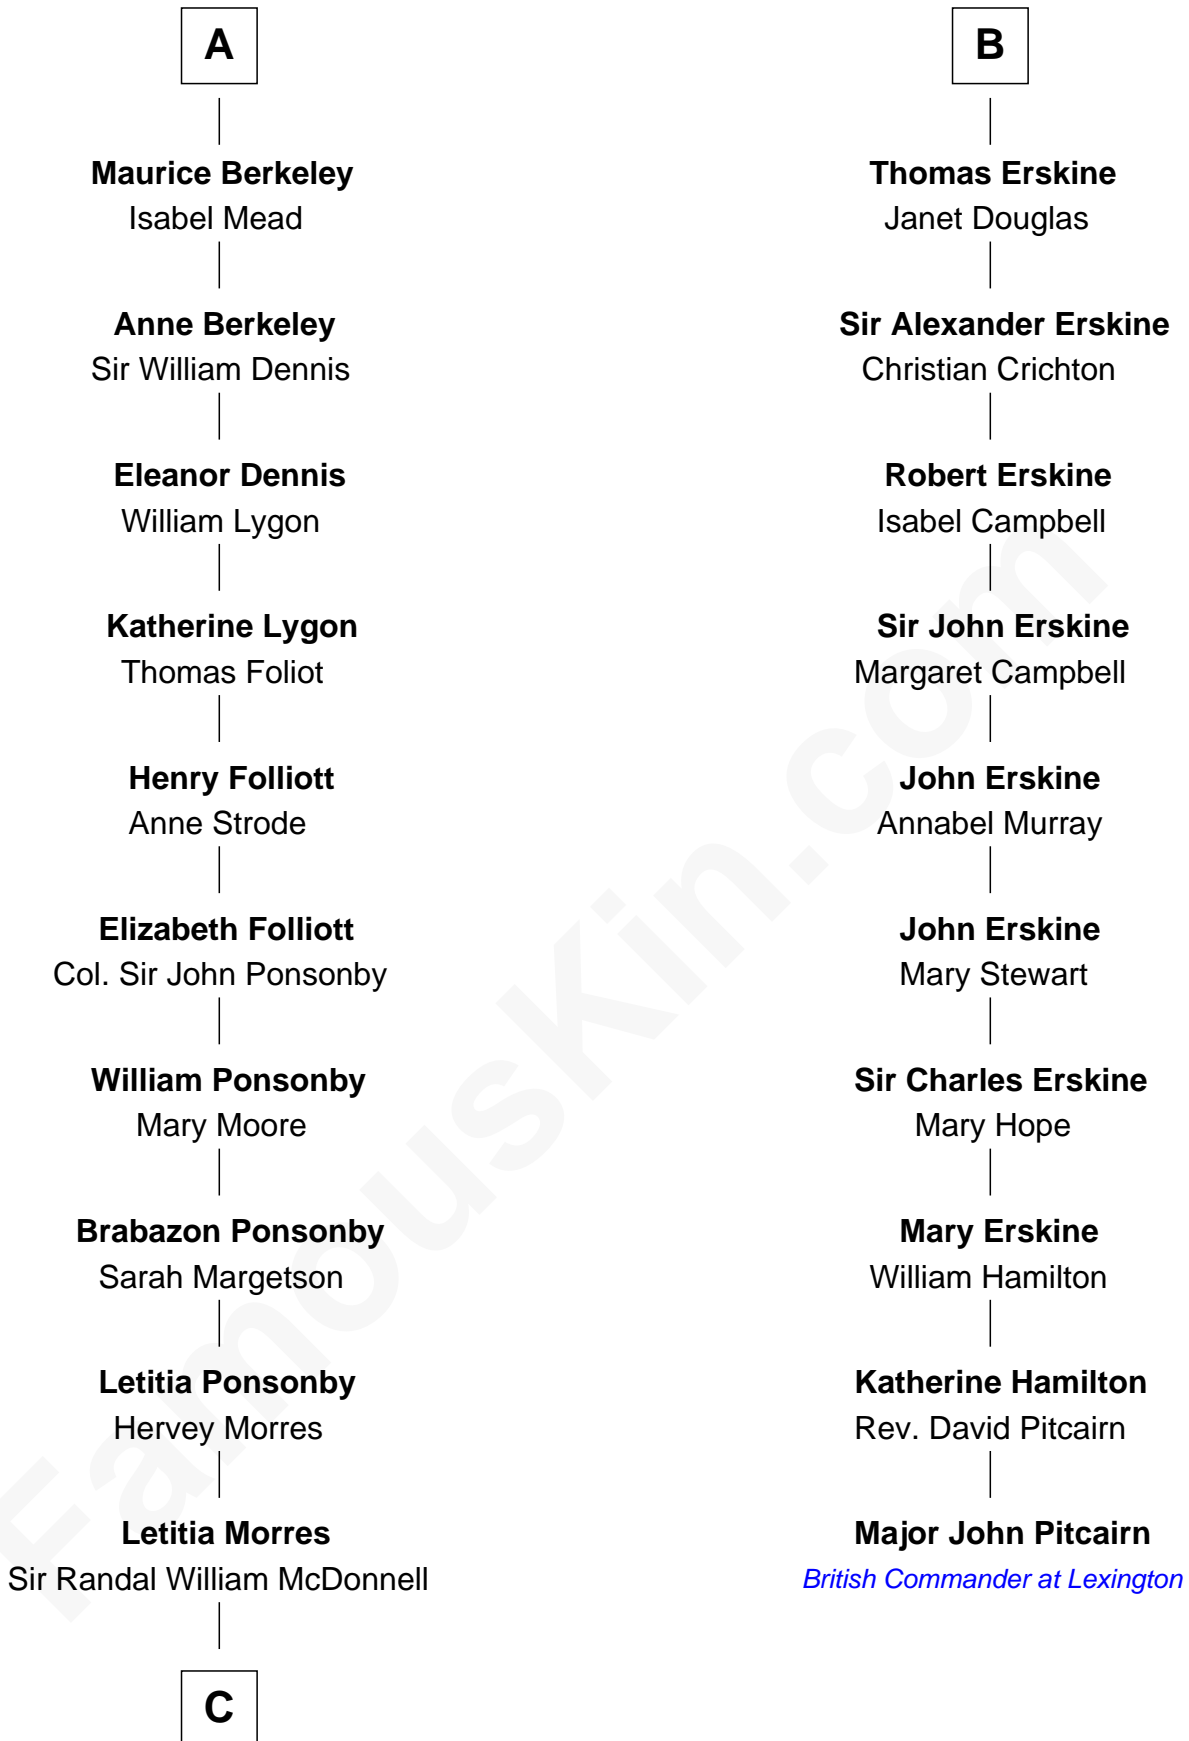 A
Maurice Berkeley
Isabel Mead
Anne Berkeley
Sir William Dennis
Eleanor Dennis
William Lygon
Katherine Lygon
Thomas Foliot
Henry Folliott
Anne Strode
Elizabeth Folliott
Col. Sir John Ponsonby
William Ponsonby
Mary Moore
Brabazon Ponsonby
Sarah Margetson
Letitia Ponsonby
Hervey Morres
Letitia Morres
Sir Randal William McDonnell
C
B
Thomas Erskine
Janet Douglas
Sir Alexander Erskine
Christian Crichton
Robert Erskine
Isabel Campbell
Sir John Erskine
Margaret Campbell
John Erskine
Annabel Murray
John Erskine
Mary Stewart
Sir Charles Erskine
Mary Hope
Mary Erskine
William Hamilton
Katherine Hamilton
Rev. David Pitcairn
Major John Pitcairn
British Commander at Lexington
FamousKin.com